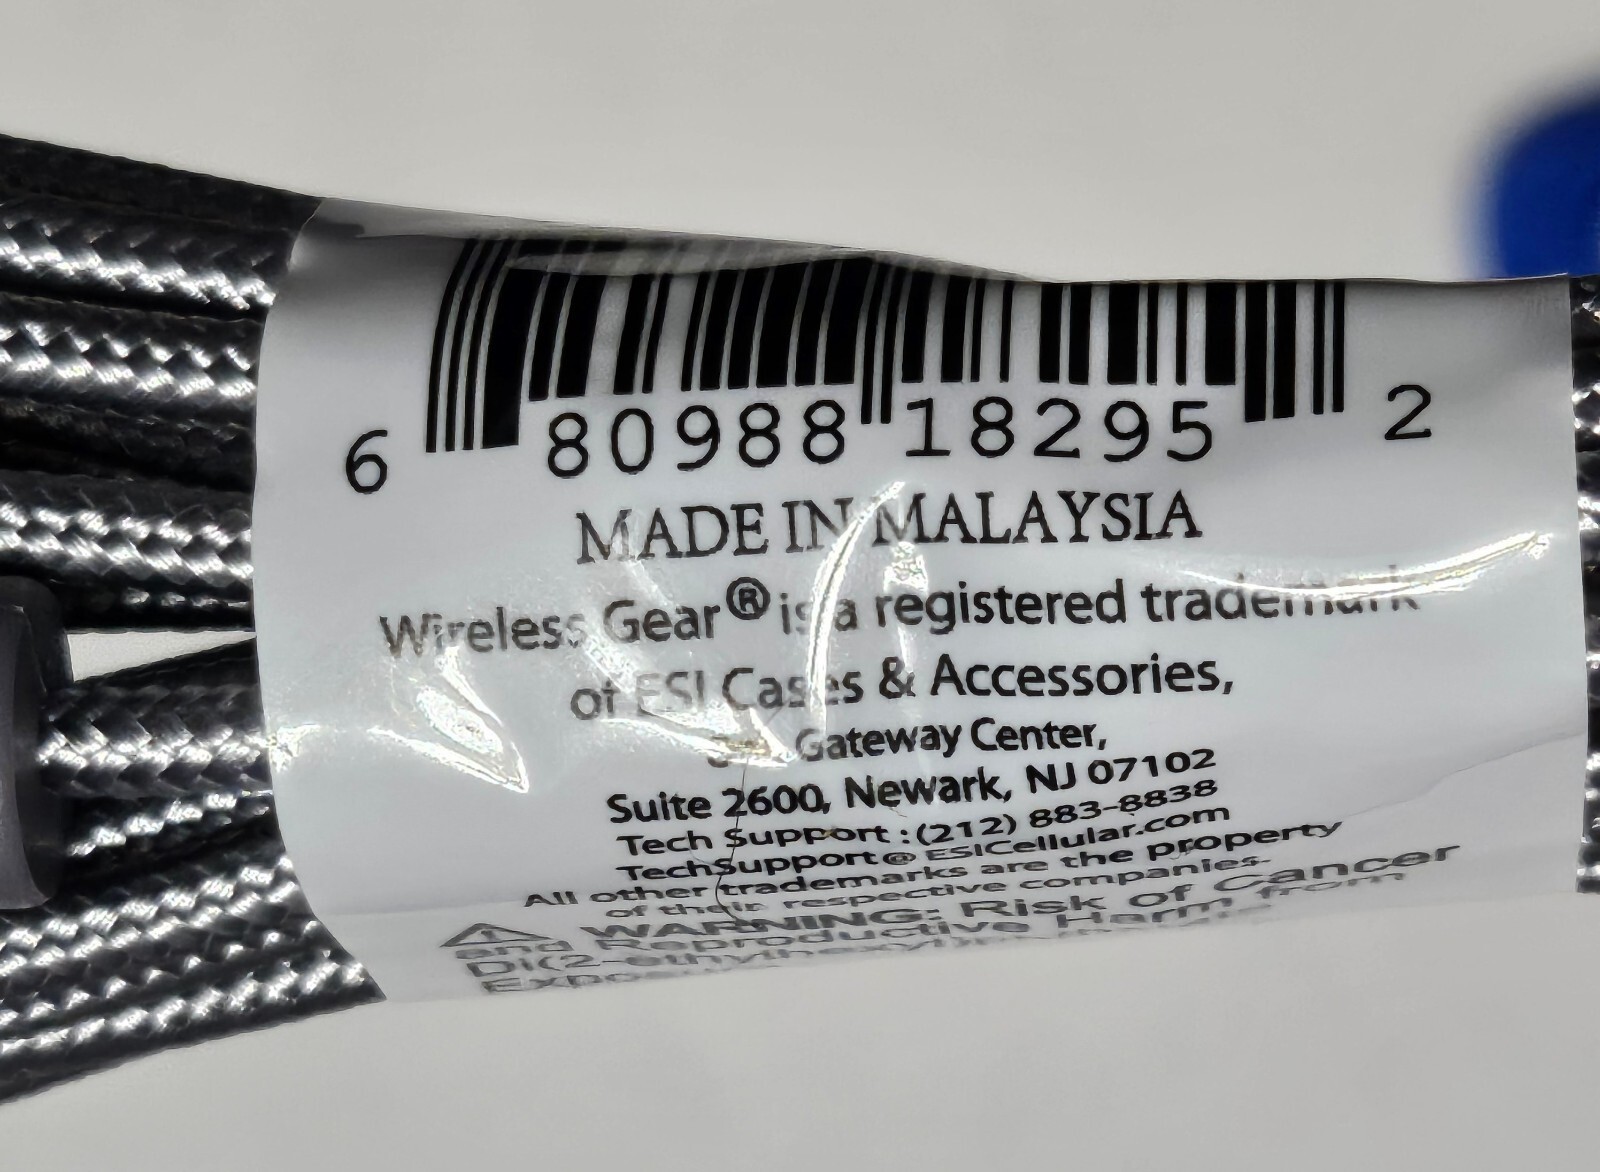 6 80988 18295 2
MADE IN MALAYSIA
Wireless Gear® is a registered trademark
of ESI Cases & Accessories,
Gateway Center,
Suite 2600, Newark, NJ 07102
Tech Support : (212) 883-8838
TechSupport@ESICellular.com
All other trademarks are the property
of their respective companies.
WARNING: Risk of Cancer
and Reproductive Harm from